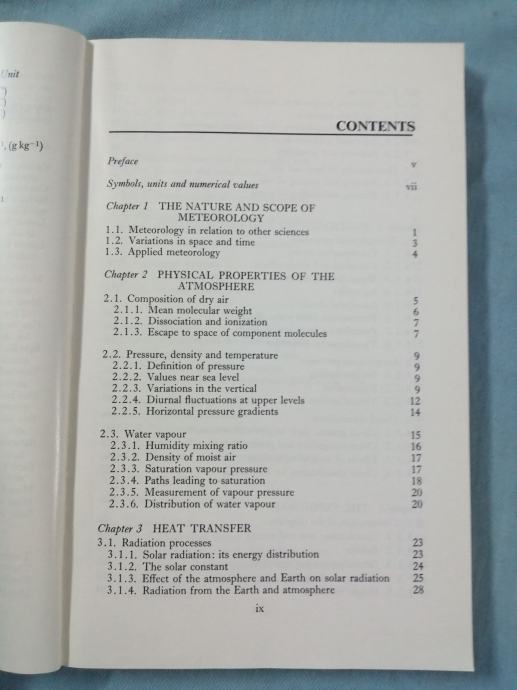 Unit
, (g kg⁻¹)
CONTENTS
Preface v
Symbols, units and numerical values vii
Chapter 1 THE NATURE AND SCOPE OF
METEOROLOGY
1.1. Meteorology in relation to other sciences 1
1.2. Variations in space and time 3
1.3. Applied meteorology 4
Chapter 2 PHYSICAL PROPERTIES OF THE
ATMOSPHERE
2.1. Composition of dry air 5
2.1.1. Mean molecular weight 6
2.1.2. Dissociation and ionization 7
2.1.3. Escape to space of component molecules 7
2.2. Pressure, density and temperature 9
2.2.1. Definition of pressure 9
2.2.2. Values near sea level 9
2.2.3. Variations in the vertical 9
2.2.4. Diurnal fluctuations at upper levels 12
2.2.5. Horizontal pressure gradients 14
2.3. Water vapour 15
2.3.1. Humidity mixing ratio 16
2.3.2. Density of moist air 17
2.3.3. Saturation vapour pressure 17
2.3.4. Paths leading to saturation 18
2.3.5. Measurement of vapour pressure 20
2.3.6. Distribution of water vapour 20
Chapter 3 HEAT TRANSFER
3.1. Radiation processes 23
3.1.1. Solar radiation: its energy distribution 23
3.1.2. The solar constant 24
3.1.3. Effect of the atmosphere and Earth on solar radiation 25
3.1.4. Radiation from the Earth and atmosphere 28
ix